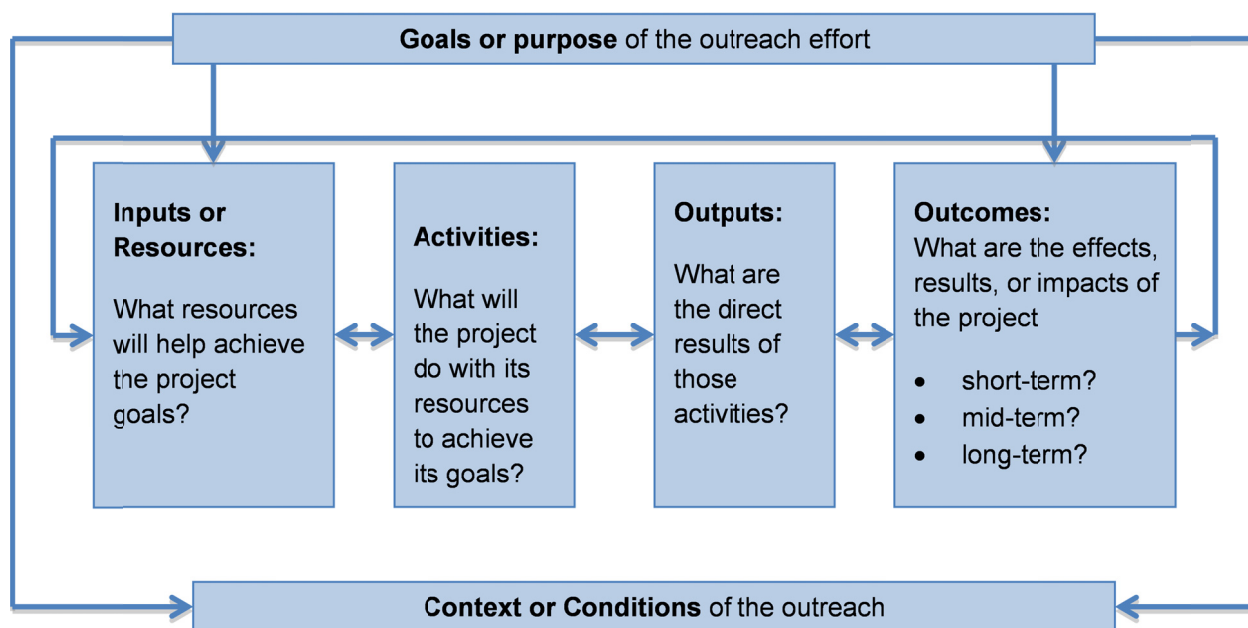 Goals or purpose of the outreach effort
Inputs or
Resources:
What resources
will help achieve
the project
goals?
Activities:
What will
the project
do with its
resources
to achieve
its goals?
Outputs:
What are
the direct
results of
those
activities?
Outcomes:
What are the effects,
results, or impacts of
the project
• short-term?
• mid-term?
• long-term?
Context or Conditions of the outreach